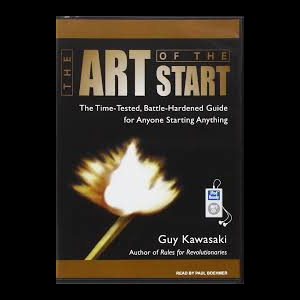 THE ART OF THE START
The Time-Tested, Battle-Hardened Guide
for Anyone Starting Anything
Guy Kawasaki
Author of Rules for Revolutionaries
READ BY PAUL BOEHMER